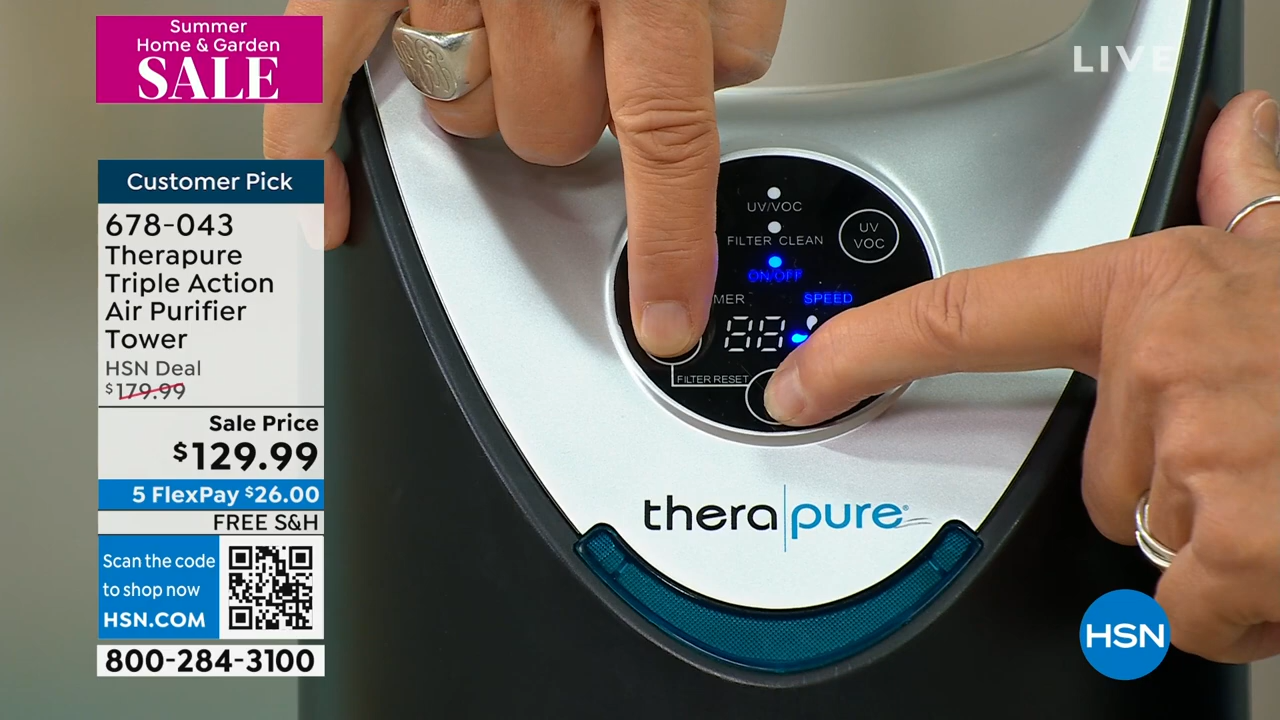 Summer
Home & Garden
SALE
LIVE
Customer Pick
678-043
Therapure
Triple Action
Air Purifier
Tower
HSN Deal
$179.99
Sale Price
$129.99
5 FlexPay $26.00
FREE S&H
Scan the code
to shop now
HSN.COM
800-284-3100
UV/VOC
UV
VOC
FILTER CLEAN
ON/OFF
SPEED
88
FILTER RESET
therapure
HSN